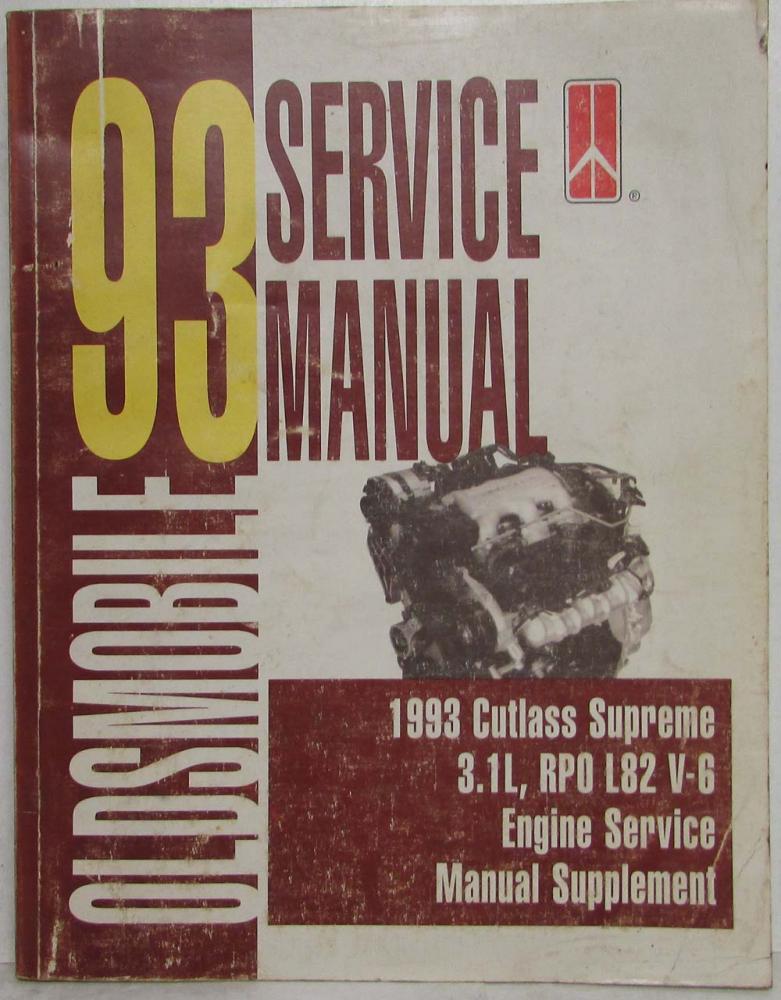 93
SERVICE
MANUAL
®
OLDSMOBILE
1993 Cutlass Supreme
3.1L, RPO L82 V-6
Engine Service
Manual Supplement